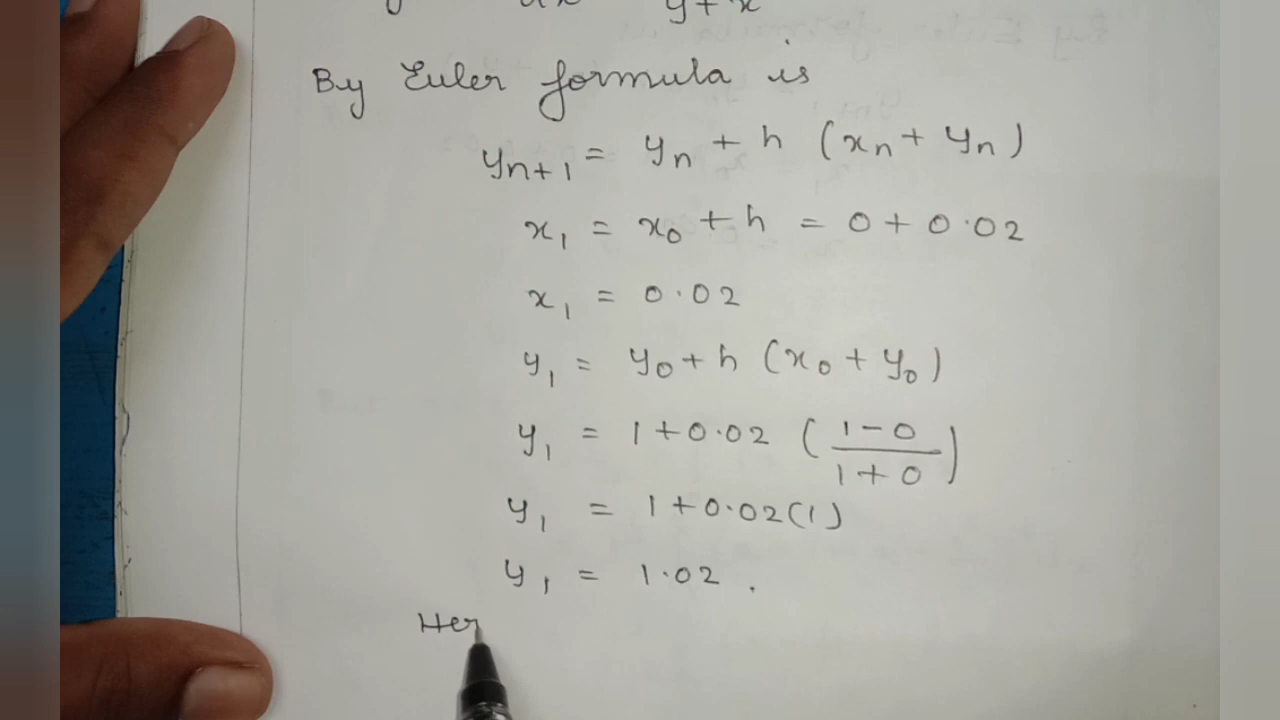 By Euler formula is
yn+1 = yn + h (xn + yn)
x1 = x0 + h = 0 + 0.02
x1 = 0.02
y1 = y0 + h (x0 + y0)
y1 = 1 + 0.02 ( 1 - 0 / 1 + 0 )
y1 = 1 + 0.02 (1)
y1 = 1.02 .
Her